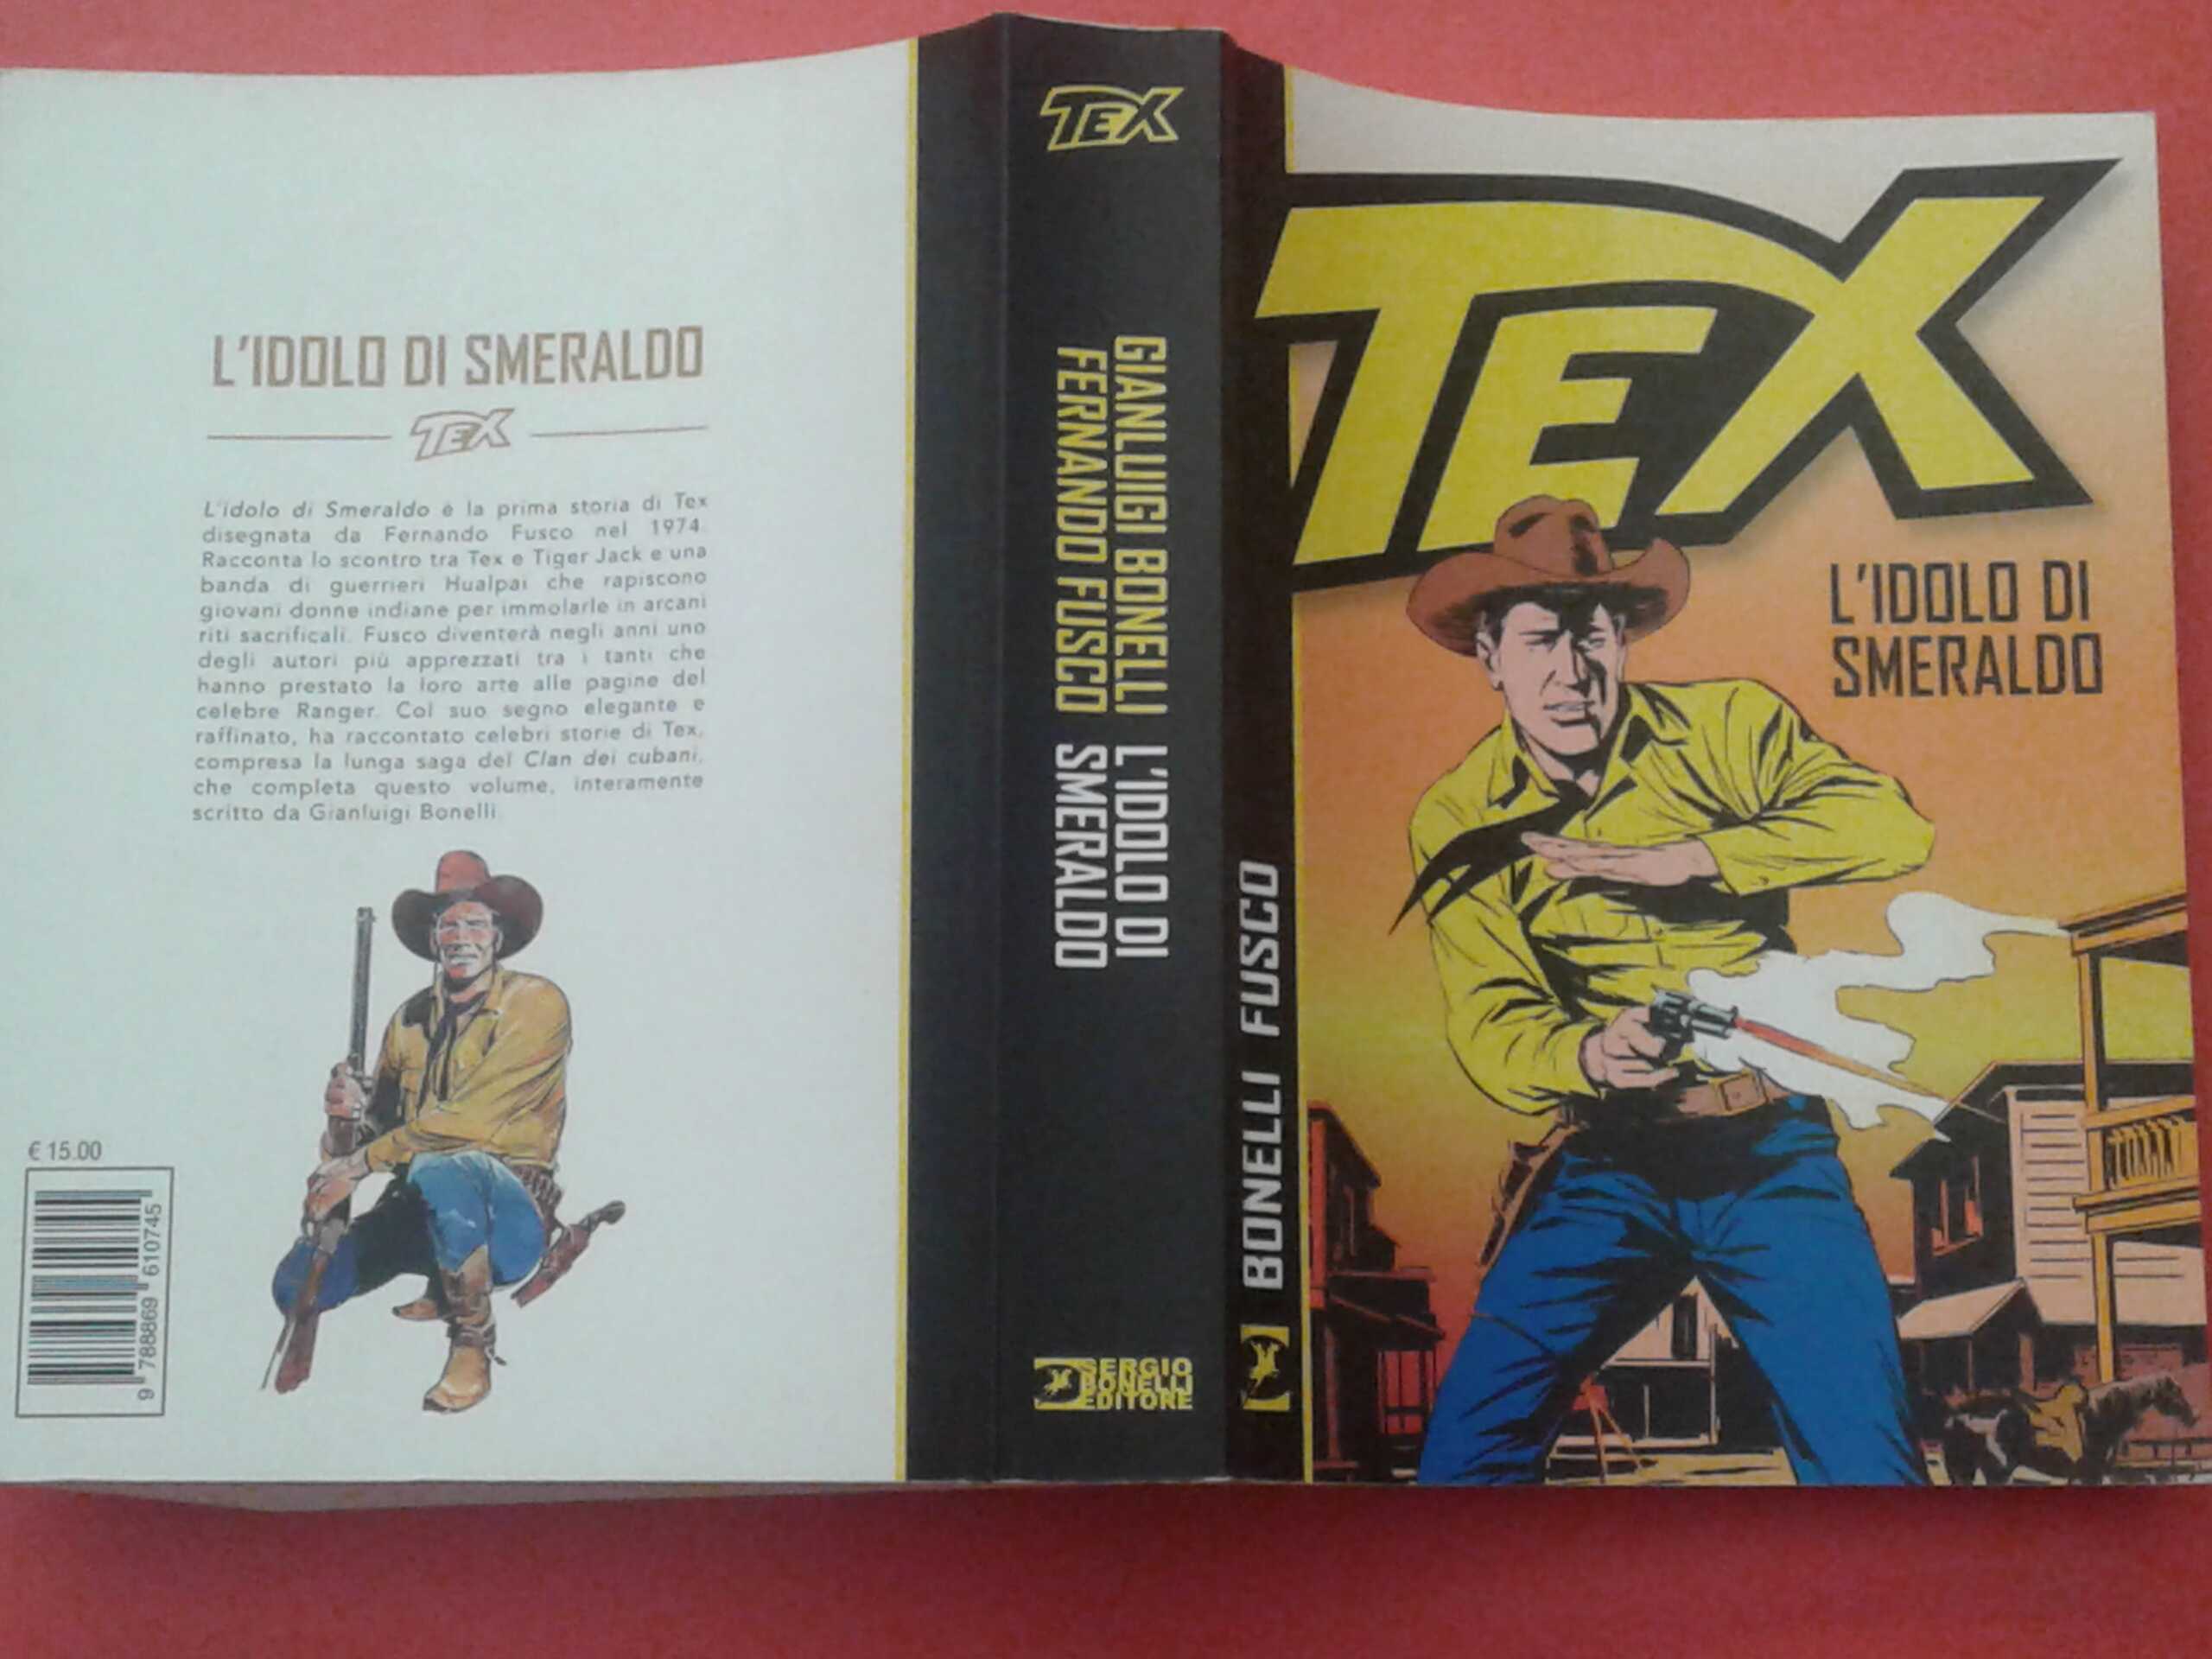 L'IDOLO DI SMERALDO
TEX
L'idolo di Smeraldo è la prima storia di Tex
disegnata da Fernando Fusco nel 1974.
Racconta lo scontro tra Tex e Tiger Jack e una
banda di guerrieri Hualpai che rapiscono
giovani donne indiane per immolarle in arcani
riti sacrificali. Fusco diventerà negli anni uno
degli autori più apprezzati tra i tanti che
hanno prestato la loro arte alle pagine del
celebre Ranger. Col suo segno elegante e
raffinato, ha raccontato celebri storie di Tex,
compresa la lunga saga del Clan dei cubani,
che completa questo volume, interamente
scritto da Gianluigi Bonelli.
€ 15.00
9 788869 610745
TEX
GIANLUIGI BONELLI
FERNANDO FUSCO
L'IDOLO DI
SMERALDO
SERGIO
BONELLI
EDITORE
BONELLI FUSCO
TEX
L'IDOLO DI
SMERALDO